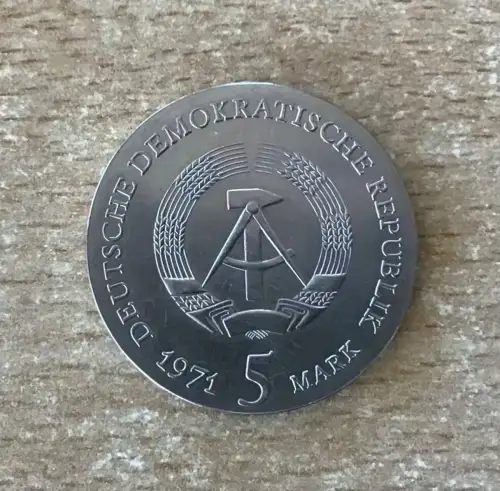 DEUTSCHE DEMOKRATISCHE REPUBLIK
1971 5 MARK